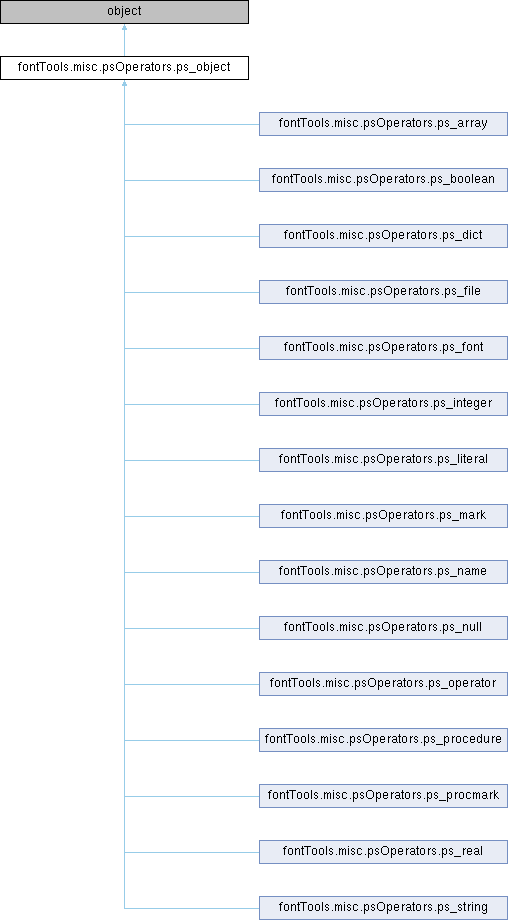 object
fontTools.misc.psOperators.ps_object
fontTools.misc.psOperators.ps_array
fontTools.misc.psOperators.ps_boolean
fontTools.misc.psOperators.ps_dict
fontTools.misc.psOperators.ps_file
fontTools.misc.psOperators.ps_font
fontTools.misc.psOperators.ps_integer
fontTools.misc.psOperators.ps_literal
fontTools.misc.psOperators.ps_mark
fontTools.misc.psOperators.ps_name
fontTools.misc.psOperators.ps_null
fontTools.misc.psOperators.ps_operator
fontTools.misc.psOperators.ps_procedure
fontTools.misc.psOperators.ps_procmark
fontTools.misc.psOperators.ps_real
fontTools.misc.psOperators.ps_string